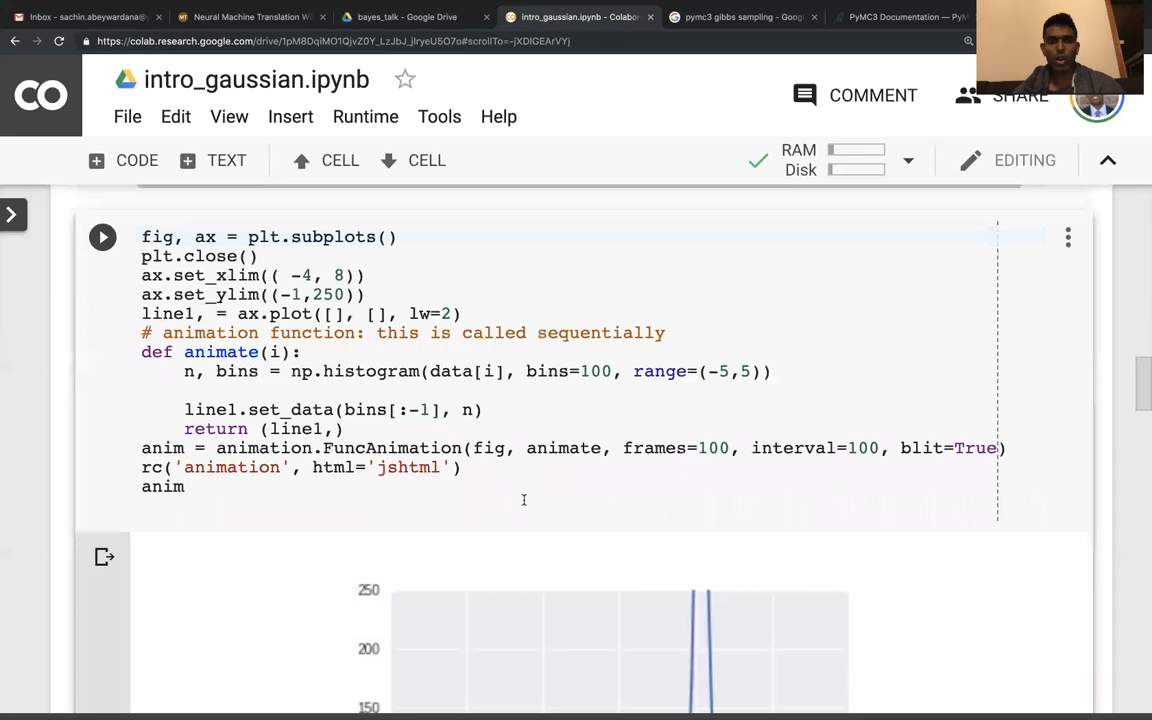 Inbox - sachin.abeywardana@
Neural Machine Translation Wi
bayes_talk - Google Drive
intro_gaussian.ipynb - Colabor
pymc3 gibbs sampling - Goog
PyMC3 Documentation — PyM
https://colab.research.google.com/drive/1pM8DqiMO1QjvZ0Y_LzJbJ_jlryeU5O7o#scrollTo=-jXDIGEArVYj
CO
intro_gaussian.ipynb
COMMENT
SHARE
File Edit View Insert Runtime Tools Help
CODE TEXT CELL CELL
RAM
Disk
EDITING
fig, ax = plt.subplots()
plt.close()
ax.set_xlim(( -4, 8))
ax.set_ylim((-1,250))
line1, = ax.plot([], [], lw=2)
# animation function: this is called sequentially
def animate(i):
n, bins = np.histogram(data[i], bins=100, range=(-5,5))
line1.set_data(bins[:-1], n)
return (line1,)
anim = animation.FuncAnimation(fig, animate, frames=100, interval=100, blit=True)
rc('animation', html='jshtml')
anim
250
200
150